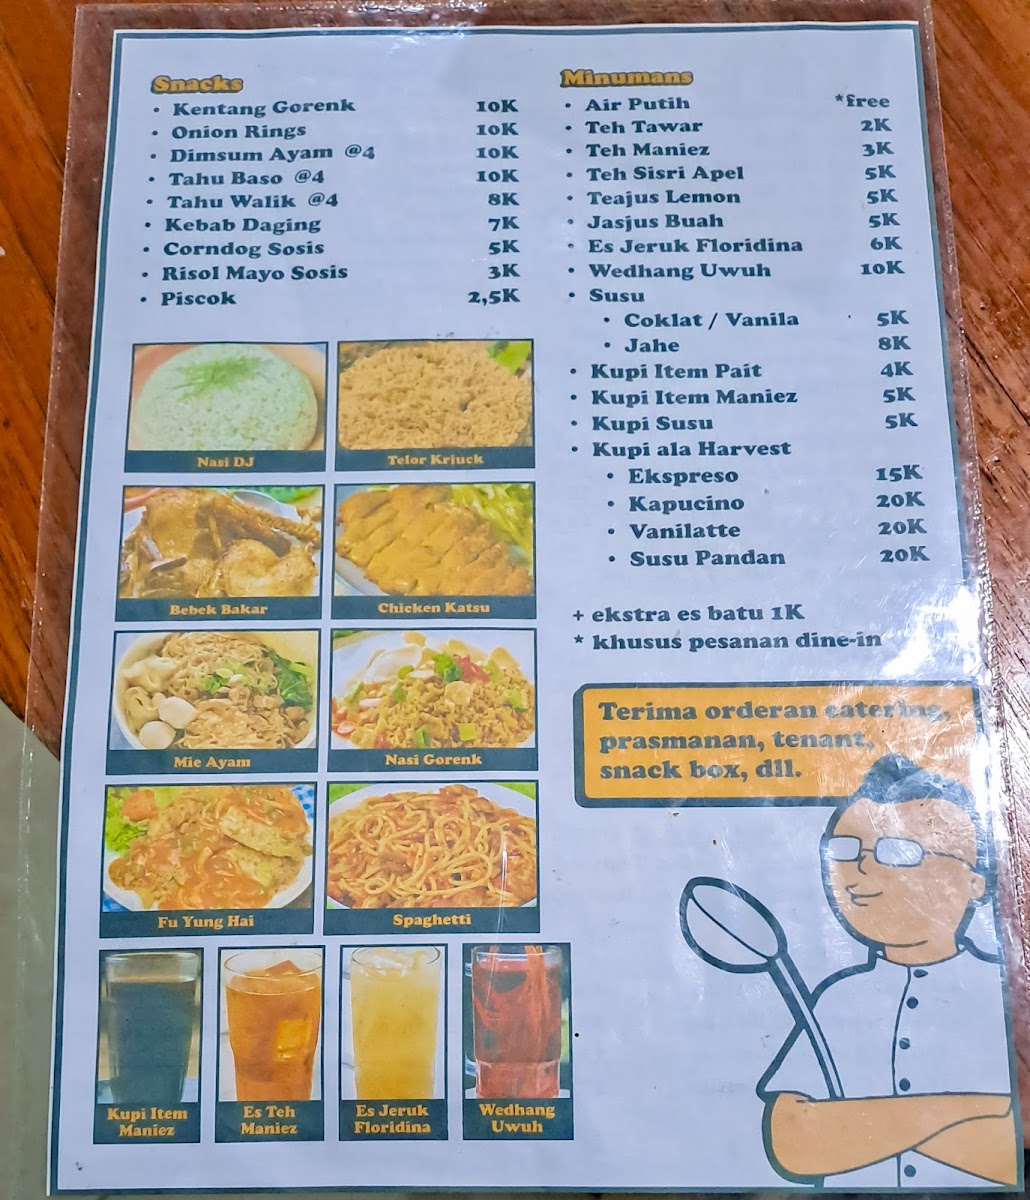 Snacks
• Kentang Gorenk 10K
• Onion Rings 10K
• Dimsum Ayam @4 10K
• Tahu Baso @4 10K
• Tahu Walik @4 8K
• Kebab Daging 7K
• Corndog Sosis 5K
• Risol Mayo Sosis 3K
• Piscok 2,5K
Minumans
• Air Putih *free
• Teh Tawar 2K
• Teh Maniez 3K
• Teh Sisri Apel 5K
• Teajus Lemon 5K
• Jasjus Buah 5K
• Es Jeruk Floridina 6K
• Wedhang Uwuh 10K
• Susu
• Coklat / Vanila 5K
• Jahe 8K
• Kupi Item Pait 4K
• Kupi Item Maniez 5K
• Kupi Susu 5K
• Kupi ala Harvest
• Ekspreso 15K
• Kapucino 20K
• Vanilatte 20K
• Susu Pandan 20K
+ ekstra es batu 1K
* khusus pesanan dine-in
Terima orderan catering,
prasmanan, tenant,
snack box, dll.
Nasi DJ
Telor Kriuck
Bebek Bakar
Chicken Katsu
Mie Ayam
Nasi Gorenk
Fu Yung Hai
Spaghetti
Kupi Item
Maniez
Es Teh
Maniez
Es Jeruk
Floridina
Wedhang
Uwuh